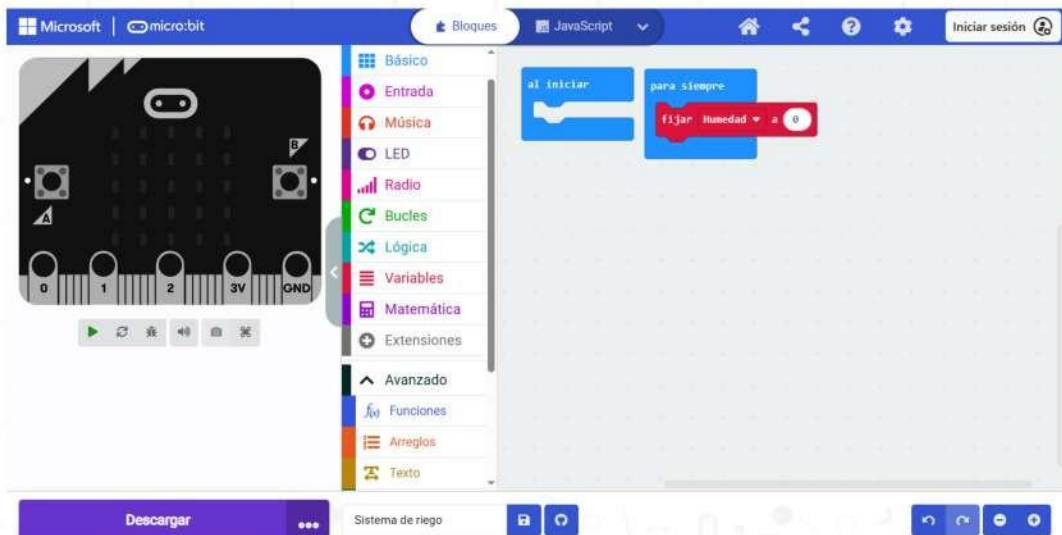 Microsoft
micro:bit
Bloques
JavaScript
Iniciar sesión
A
B
0
1
2
3V
GND
Básico
Entrada
Música
LED
Radio
Bucles
Lógica
Variables
Matemática
Extensiones
Avanzado
f(x) Funciones
Arreglos
Texto
al iniciar
para siempre
fijar Humedad a 0
Descargar
Sistema de riego